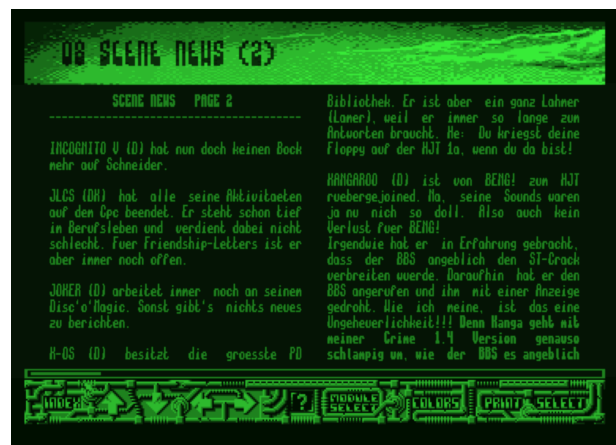 08 SCENE NEWS (2)
SCENE NEWS PAGE 2
----------------------------------------
INCOGNITO V (D) hat nun doch keinen Bock
mehr auf Schneider.
JLCS (DK) hat alle seine Aktivitaeten
auf dem Cpc beendet. Er steht schon tief
im Berufsleben und verdient dabei nicht
schlecht. Fuer Friendship-Letters ist er
aber immer noch offen.
JOKER (D) arbeitet immer noch an seinem
Disc'o'Magic. Sonst gibt's nichts neues
zu berichten.
X-OS (D) besitzt die groesste PD
Bibliothek. Er ist aber ein ganz Lahmer
(Lamer), weil er immer so lange zum
Antworten braucht. He: Du kriegst deine
Floppy auf der HJT 1a, wenn du da bist!
KANGAROO (D) ist von BENG! zum HJT
ruebergejoined. Na, seine Sounds waren
ja nu nich so doll. Also auch kein
Verlust fuer BENG!
Irgendwie hat er in Erfahrung gebracht,
dass der BBS angeblich den ST-Crack
verbreiten wuerde. Daraufhin hat er den
BBS angerufen und ihm mit einer Anzeige
gedroht. Wie ich meine, ist das eine
Ungeheuerlichkeit!!! Denn Kanga geht mit
meiner Crime 1.4 Version genauso
schlampig um, wie der BBS es angeblich
INDEX
?
MODULE
SELECT
COLORS
PRINT
SELECT